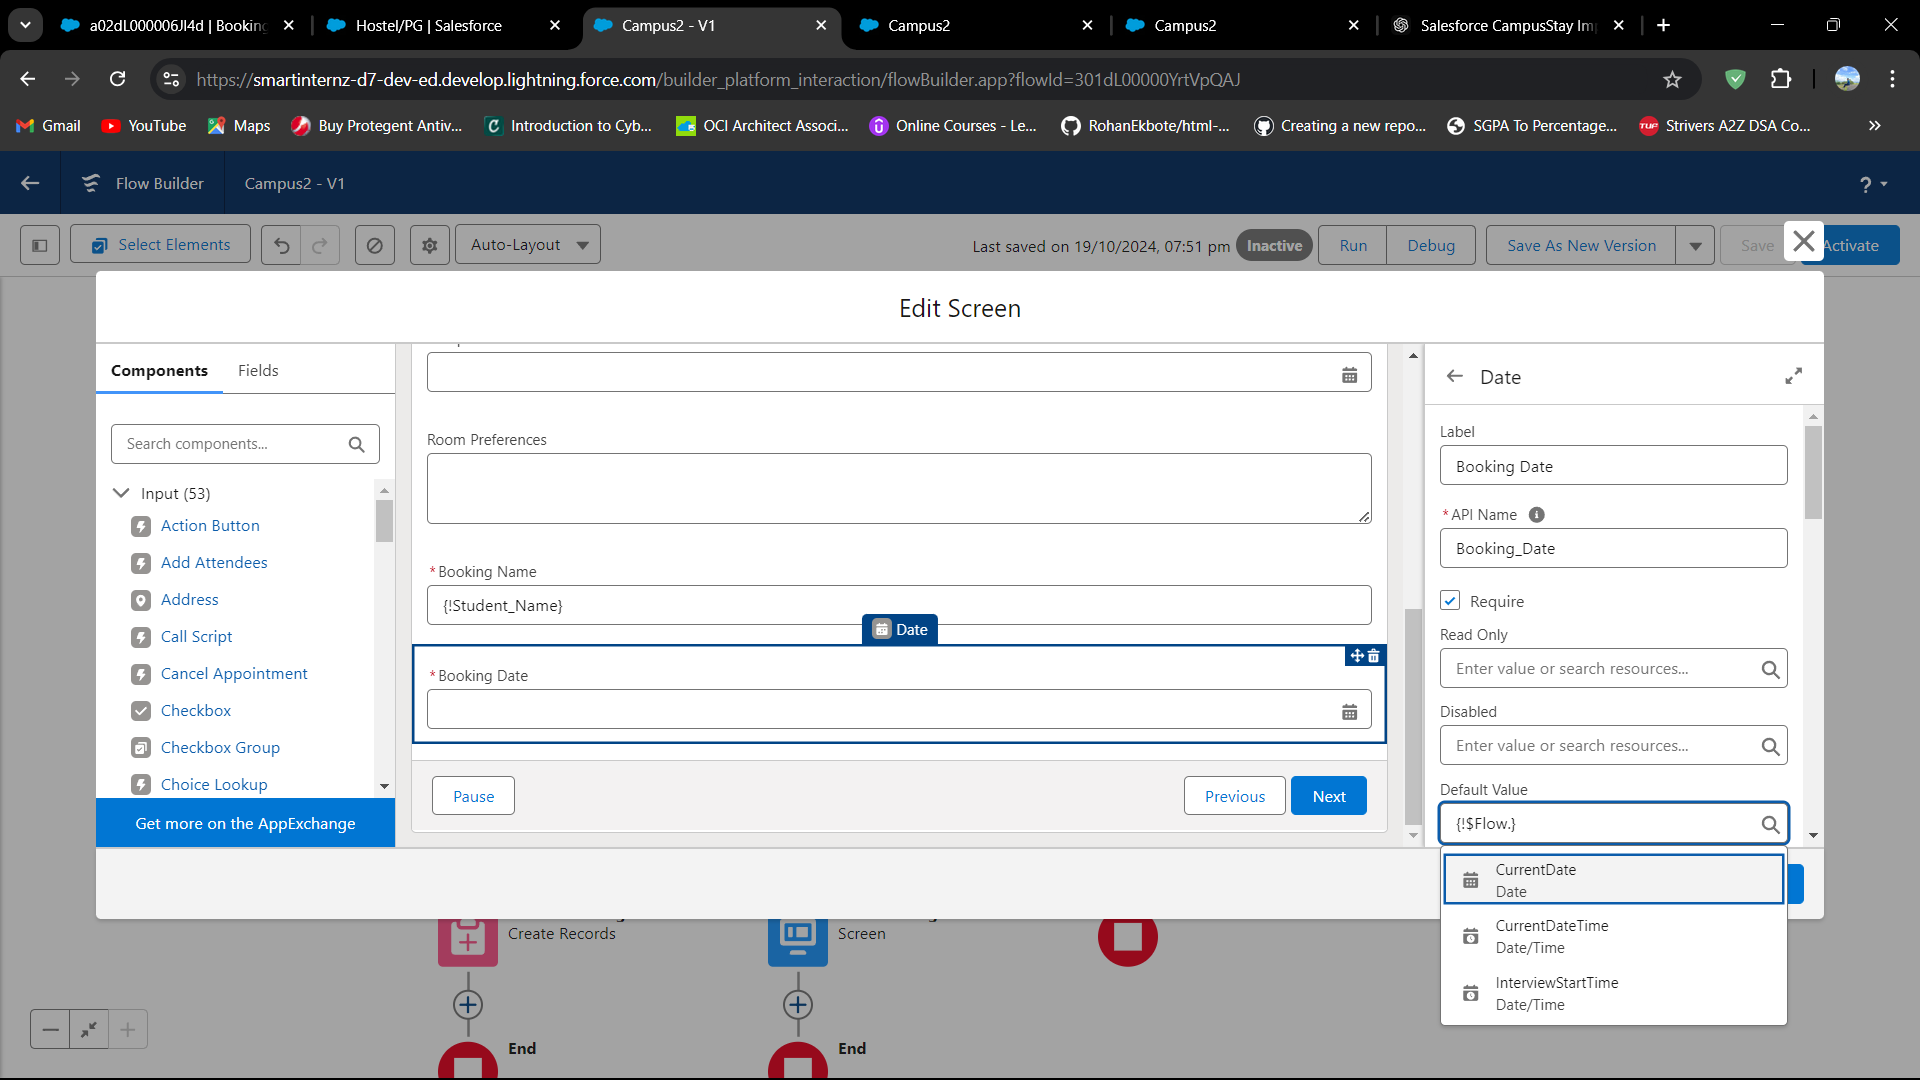 a02dL000006Jl4d | Booking
Hostel/PG | Salesforce
Campus2 - V1
Campus2
Campus2
Salesforce CampusStay Im
https://smartinternz-d7-dev-ed.develop.lightning.force.com/builder_platform_interaction/flowBuilder.app?flowId=301dL00000YrtVpQAJ
Gmail
YouTube
Maps
Buy Protegent Antiv...
Introduction to Cyb...
OCI Architect Associ...
Online Courses - Le...
RohanEkbote/html-...
Creating a new repo...
SGPA To Percentage...
TUF
Strivers A2Z DSA Co...
»
Flow Builder
Campus2 - V1
?
Select Elements
Auto-Layout
Last saved on 19/10/2024, 07:51 pm
Inactive
Run
Debug
Save As New Version
Save
Activate
Edit Screen
Components
Fields
Search components...
Input (53)
Action Button
Add Attendees
Address
Call Script
Cancel Appointment
Checkbox
Checkbox Group
Choice Lookup
Get more on the AppExchange
Room Preferences
*Booking Name
{!Student_Name}
Date
*Booking Date
Pause
Previous
Next
Date
Label
Booking Date
*API Name
Booking_Date
Require
Read Only
Enter value or search resources...
Disabled
Enter value or search resources...
Default Value
{!$Flow.}
CurrentDate
Date
CurrentDateTime
Date/Time
InterviewStartTime
Date/Time
Create Records
Screen
End
End